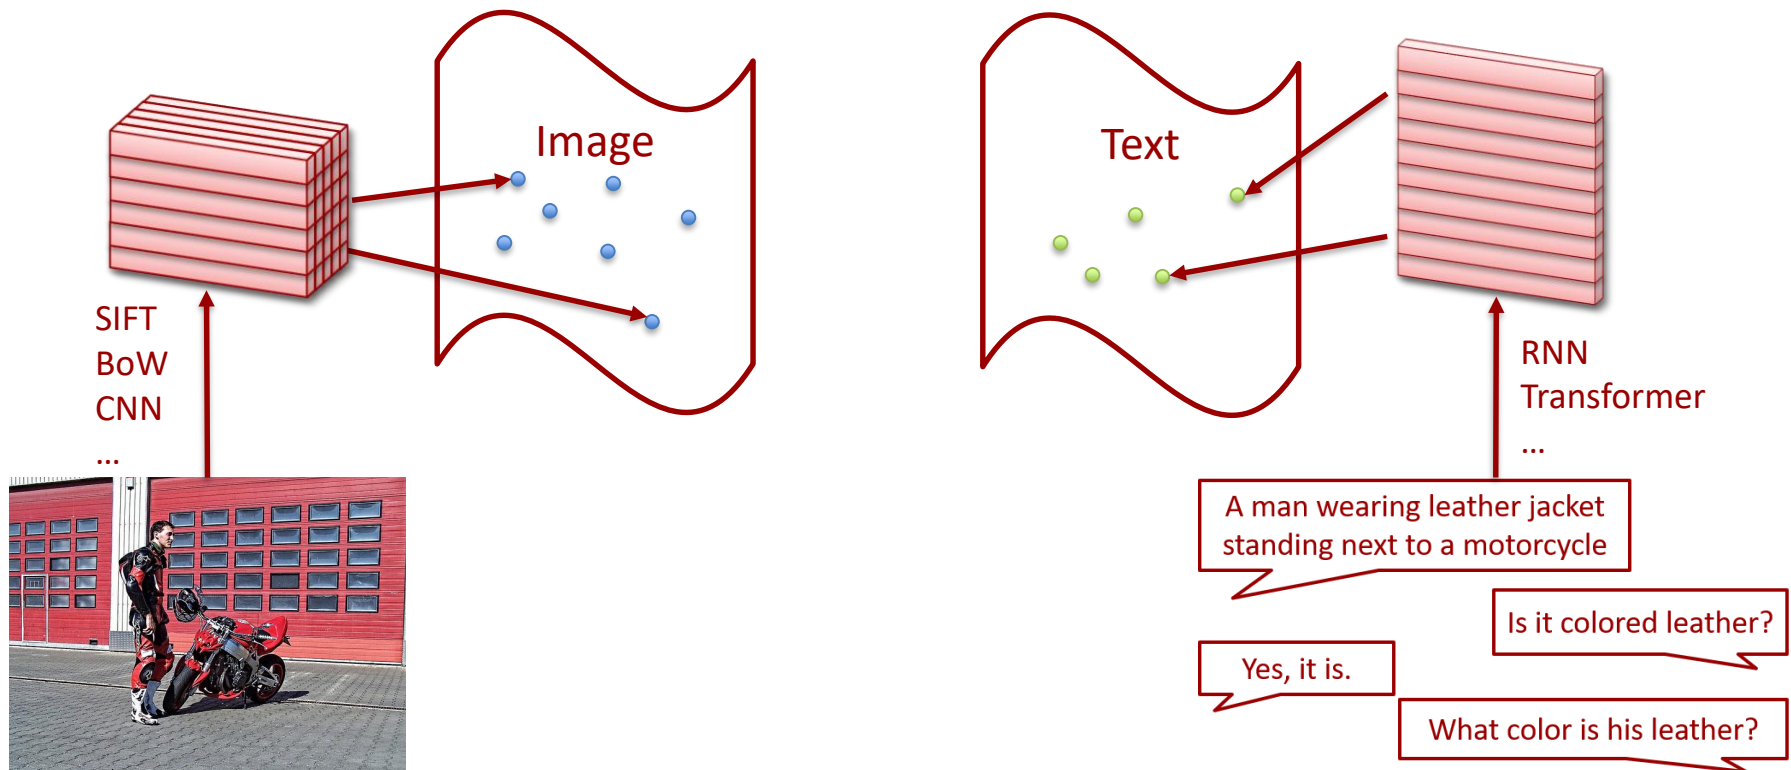 Image
Text
SIFT
BoW
CNN
...
RNN
Transformer
...
A man wearing leather jacket
standing next to a motorcycle
Is it colored leather?
Yes, it is.
What color is his leather?